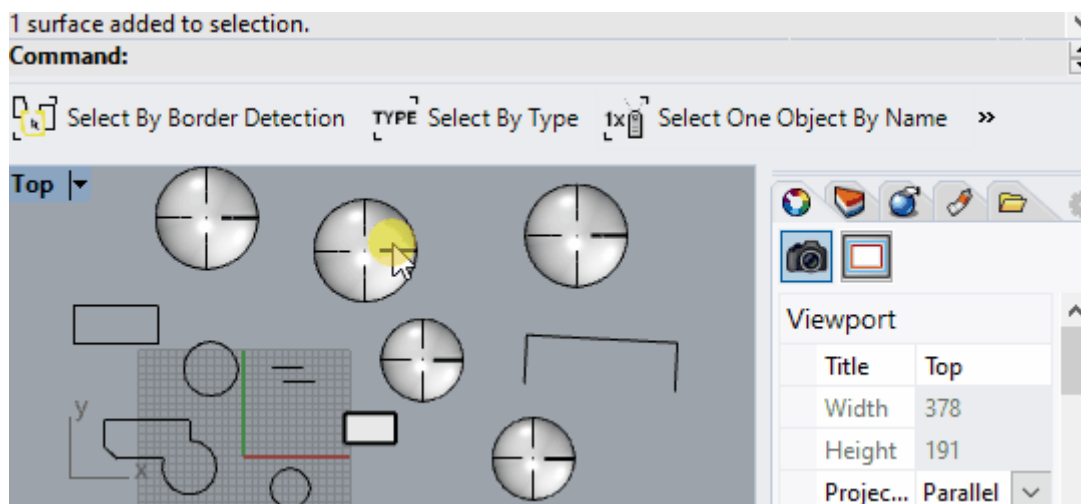 1 surface added to selection.
Command:
Select By Border Detection TYPE Select By Type 1x Select One Object By Name »
Top
Viewport
Title Top
Width 378
Height 191
Projec... Parallel
y
x